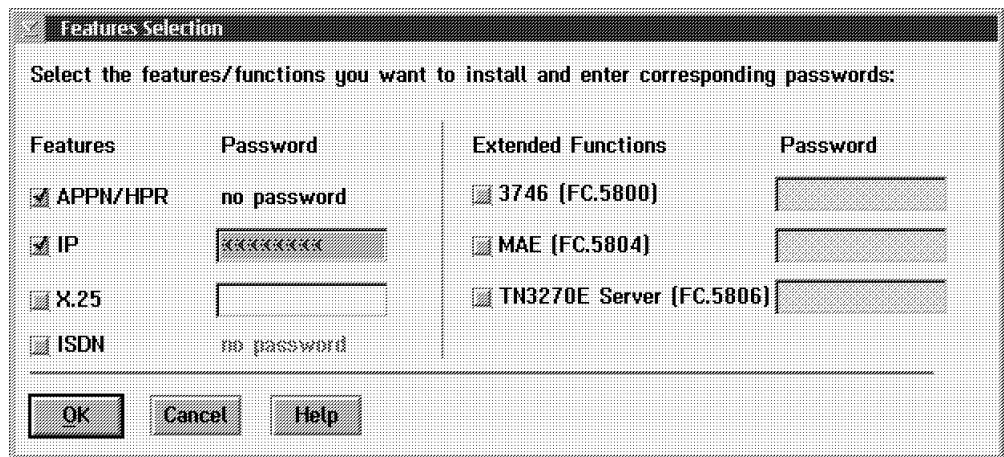 Features Selection
Select the features/functions you want to install and enter corresponding passwords:
Features Password
APPN/HPR no password
IP ********
X.25
ISDN no password
Extended Functions Password
3746 (FC.5800)
MAE (FC.5804)
TN3270E Server (FC.5806)
OK Cancel Help